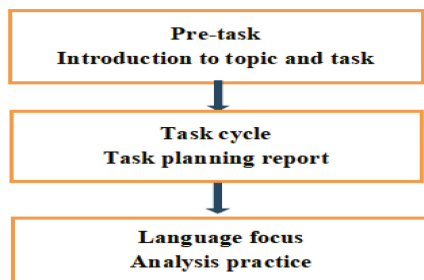 Pre-task
Introduction to topic and task
Task cycle
Task planning report
Language focus
Analysis practice